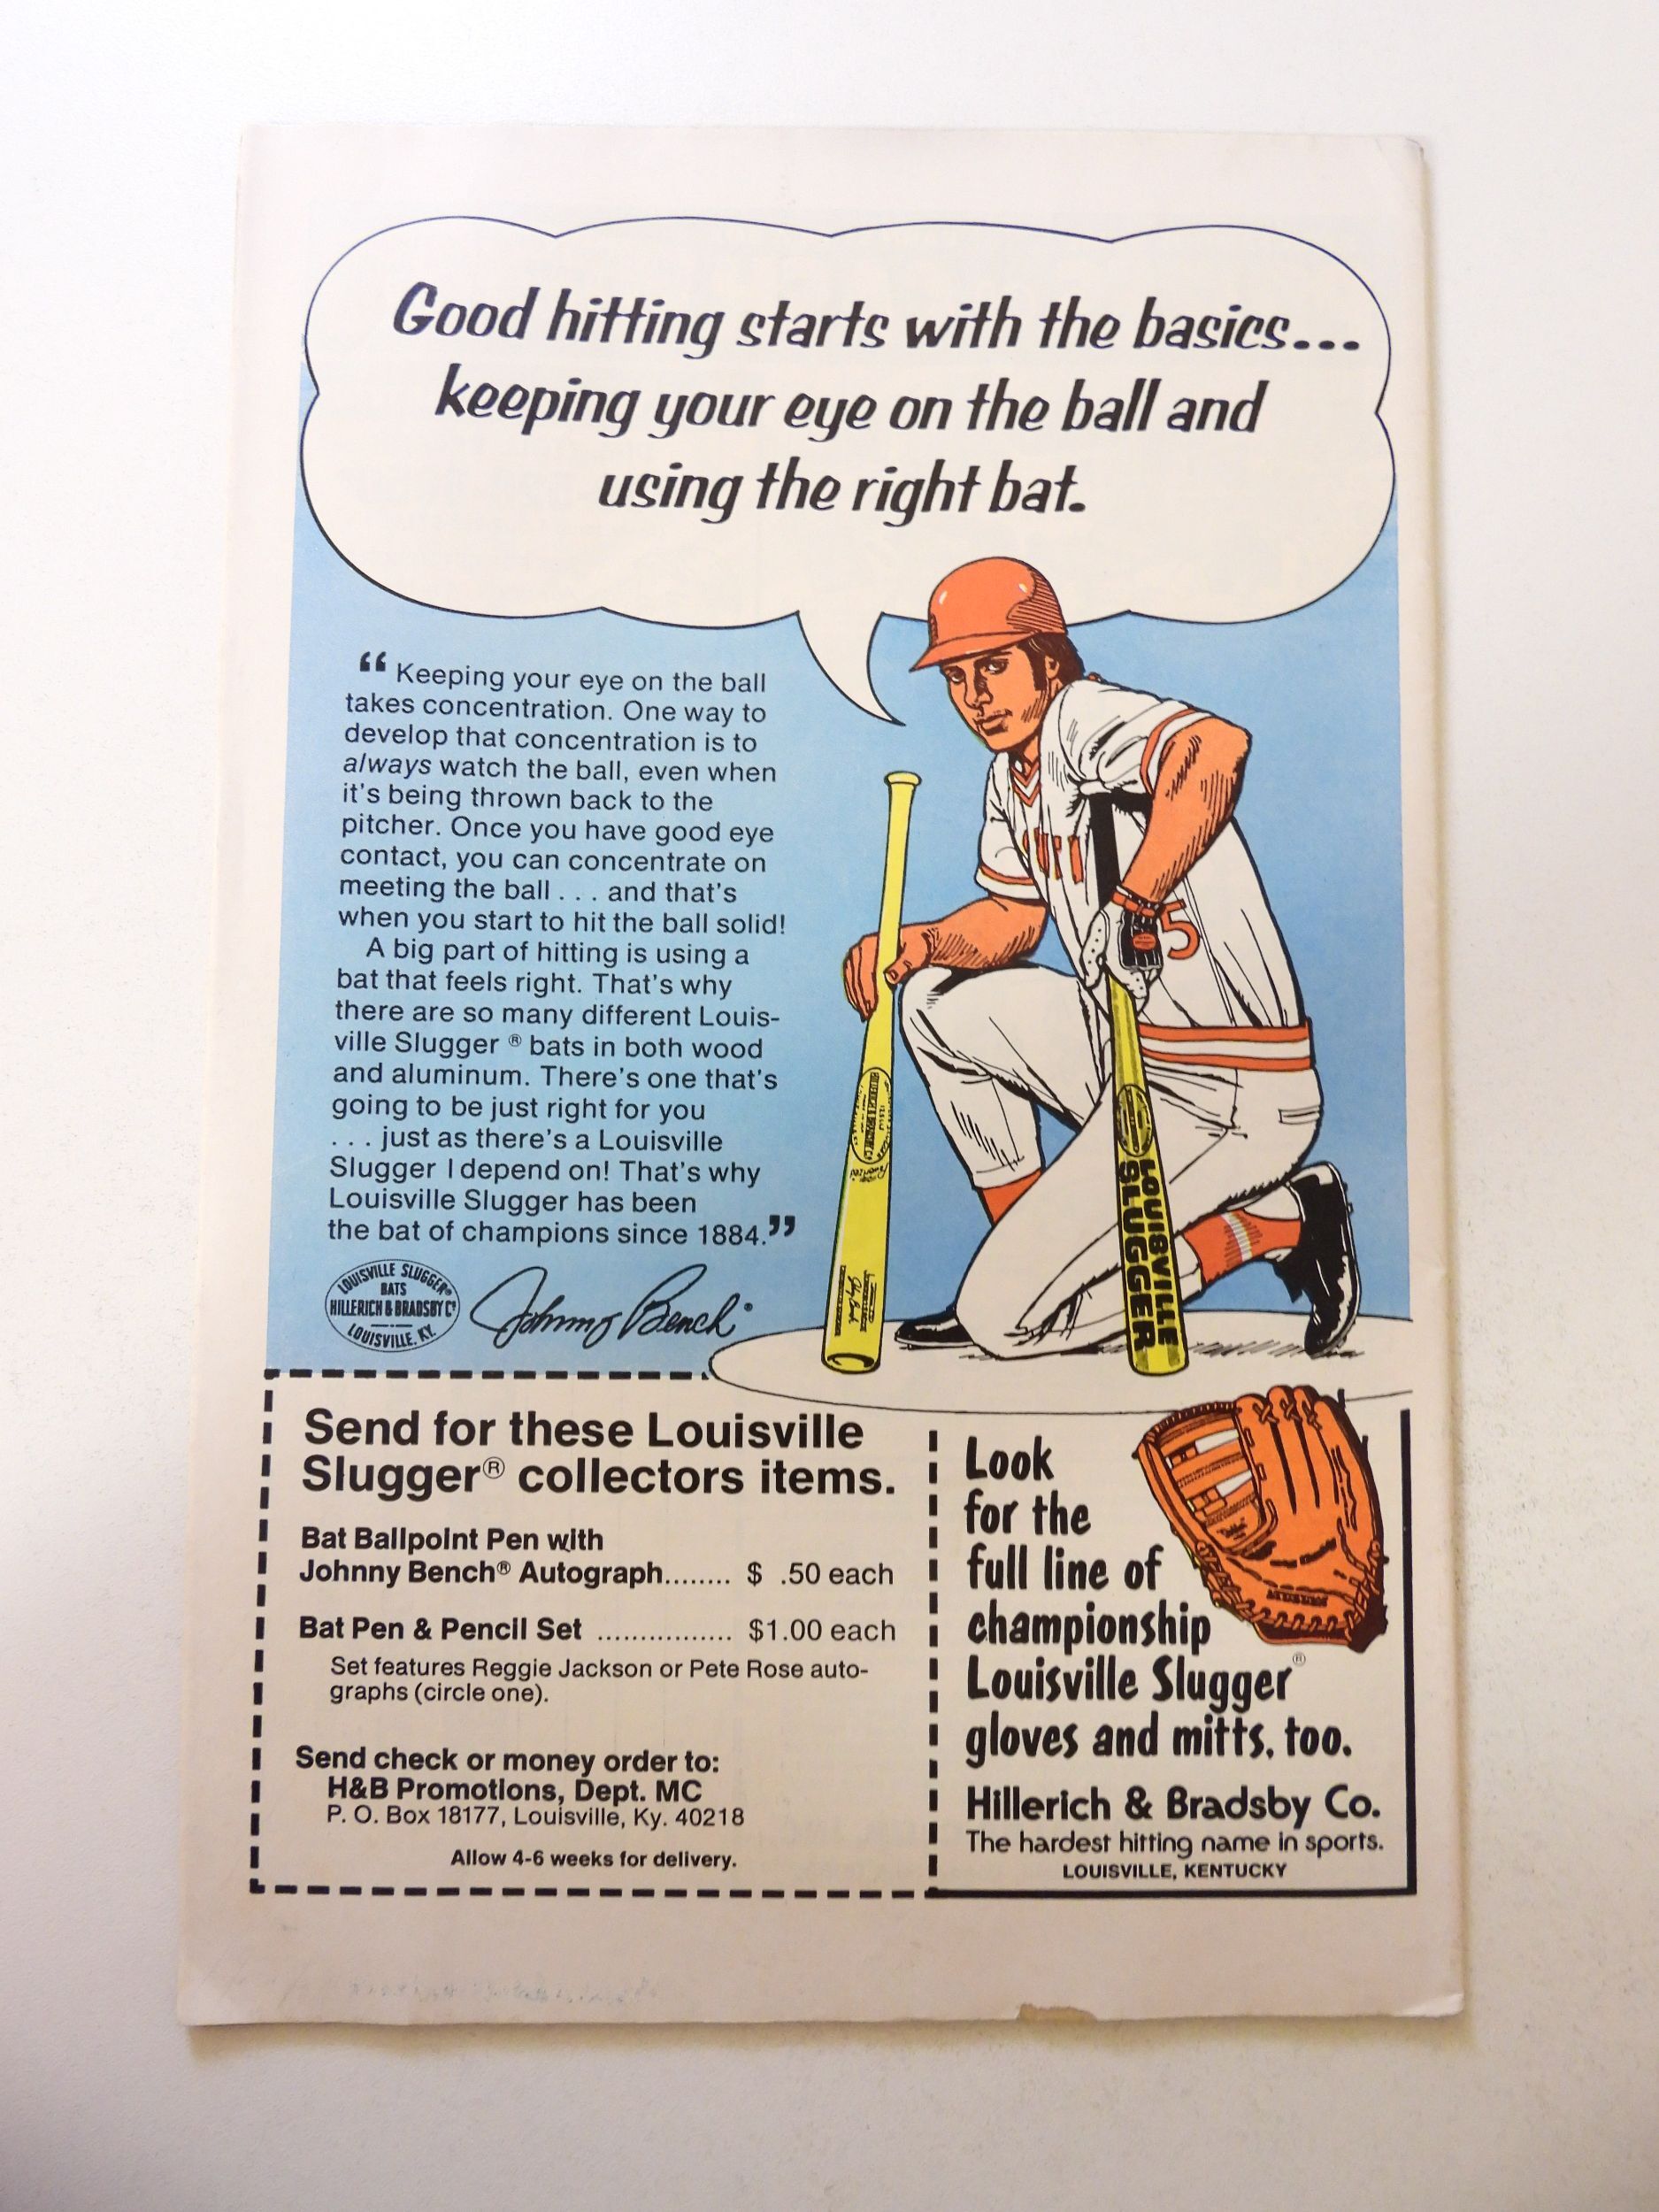 Good hitting starts with the basics...
keeping your eye on the ball and
using the right bat.
“ Keeping your eye on the ball
takes concentration. One way to
develop that concentration is to
always watch the ball, even when
it's being thrown back to the
pitcher. Once you have good eye
contact, you can concentrate on
meeting the ball . . . and that's
when you start to hit the ball solid!
A big part of hitting is using a
bat that feels right. That's why
there are so many different Louis-
ville Slugger ® bats in both wood
and aluminum. There's one that's
going to be just right for you
. . . just as there's a Louisville
Slugger I depend on! That's why
Louisville Slugger has been
the bat of champions since 1884.”
LOUISVILLE SLUGGER®
BATS
HILLERICH & BRADSBY Cº
LOUISVILLE. KY.
Johnny Bench®
5
LOUISVILLE
SLUGGER
Send for these Louisville
Slugger® collectors items.
Bat Ballpoint Pen with
Johnny Bench® Autograph........ $ .50 each
Bat Pen & Pencil Set ................ $1.00 each
Set features Reggie Jackson or Pete Rose auto-
graphs (circle one).
Send check or money order to:
H&B Promotions, Dept. MC
P. O. Box 18177, Louisville, Ky. 40218
Allow 4-6 weeks for delivery.
Look
for the
full line of
championship
Louisville Slugger®
gloves and mitts, too.
Hillerich & Bradsby Co.
The hardest hitting name in sports.
LOUISVILLE, KENTUCKY